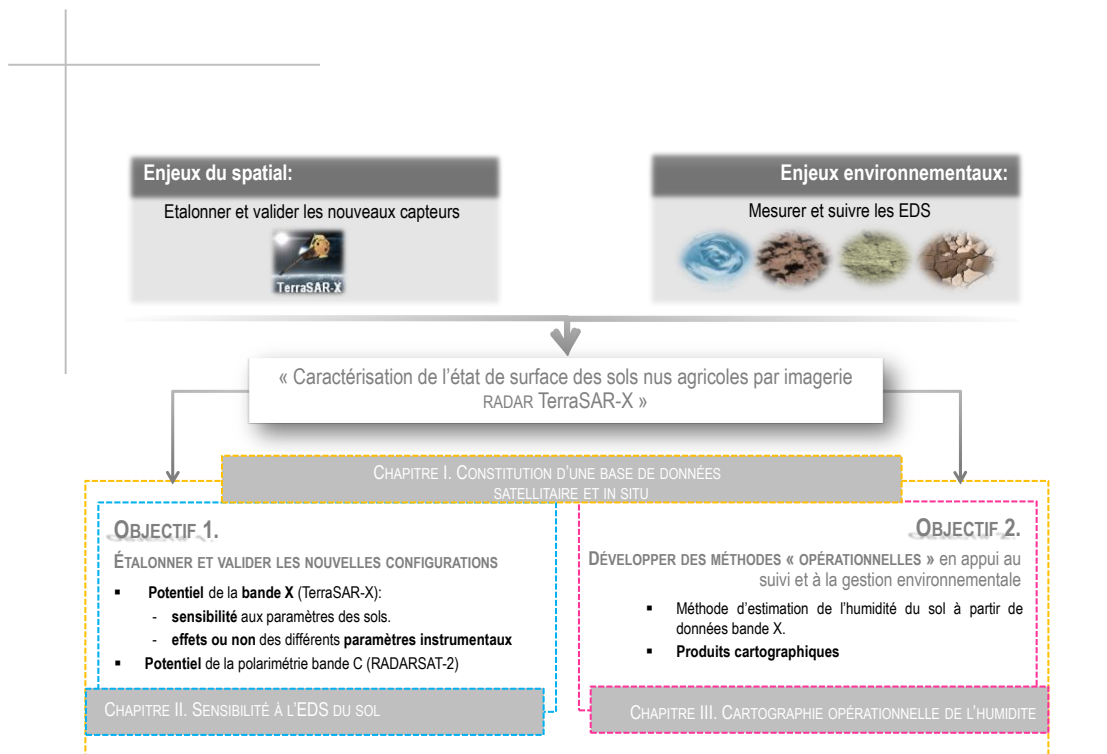 Enjeux du spatial:
Etalonner et valider les nouveaux capteurs
TerraSAR-X
Enjeux environnementaux:
Mesurer et suivre les EDS
« Caractérisation de l'état de surface des sols nus agricoles par imagerie
RADAR TerraSAR-X »
CHAPITRE I. CONSTITUTION D'UNE BASE DE DONNÉES
SATELLITAIRE ET IN SITU
OBJECTIF 1.
ÉTALONNER ET VALIDER LES NOUVELLES CONFIGURATIONS
▪ Potentiel de la bande X (TerraSAR-X):
- sensibilité aux paramètres des sols.
- effets ou non des différents paramètres instrumentaux
▪ Potentiel de la polarimétrie bande C (RADARSAT-2)
CHAPITRE II. SENSIBILITÉ À L'EDS DU SOL
OBJECTIF 2.
DÉVELOPPER DES MÉTHODES « OPÉRATIONNELLES » en appui au
suivi et à la gestion environnementale
▪ Méthode d'estimation de l'humidité du sol à partir de
données bande X.
▪ Produits cartographiques
CHAPITRE III. CARTOGRAPHIE OPÉRATIONNELLE DE L'HUMIDITE